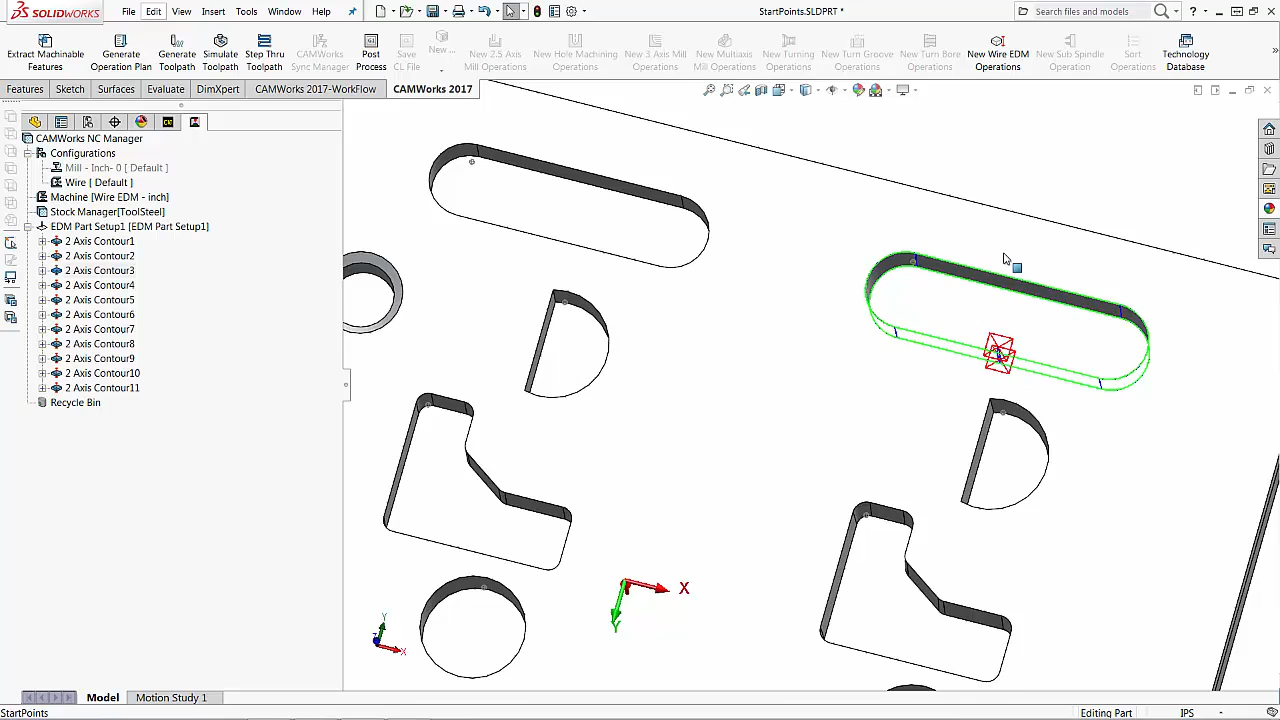 SOLIDWORKS File Edit View Insert Tools Window Help StartPoints.SLDPRT * Search files and models
Extract Machinable Features
Generate Operation Plan
Generate Toolpath
Simulate Toolpath
Step Thru Toolpath
CAMWorks Sync Manager
Post Process
Save CL File
New ...
New 2.5 Axis Mill Operations
New Hole Machining Operations
New 3 Axis Mill Operations
New Multiaxis Mill Operations
New Turning Operations
New Turn Groove Operations
New Turn Bore Operations
New Wire EDM Operations
New Sub Spindle Operation
Sort Operations
Technology Database
Features Sketch Surfaces Evaluate DimXpert CAMWorks 2017-WorkFlow CAMWorks 2017
CAMWorks NC Manager
Configurations
Mill - Inch- 0 [ Default ]
Wire [ Default ]
Machine [Wire EDM - inch]
Stock Manager[ToolSteel]
EDM Part Setup1 [EDM Part Setup1]
2 Axis Contour1
2 Axis Contour2
2 Axis Contour3
2 Axis Contour4
2 Axis Contour5
2 Axis Contour6
2 Axis Contour7
2 Axis Contour8
2 Axis Contour9
2 Axis Contour10
2 Axis Contour11
Recycle Bin
X
Y
Y
Z
X
Model Motion Study 1
StartPoints Editing Part IPS